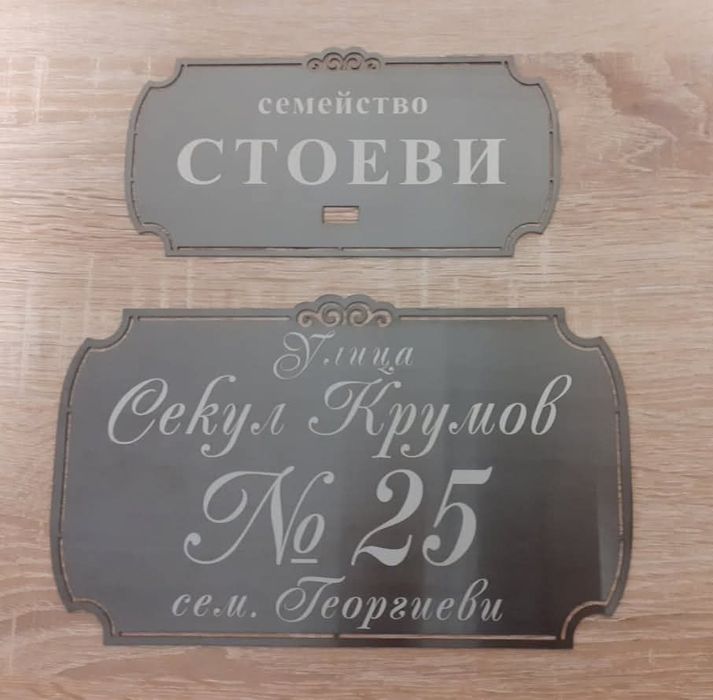 семейство
СТОЕВИ
Улица
Секул Крумов
№ 25
сем. Георгиеви